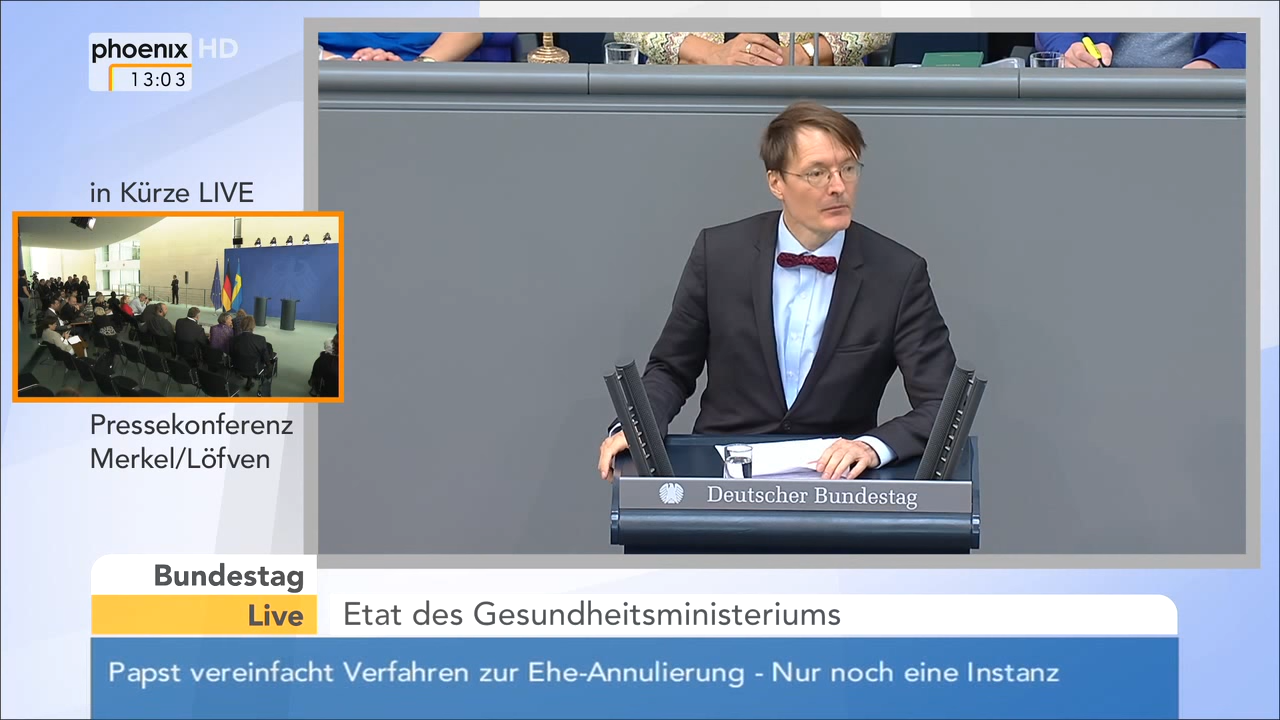 phoenix HD
13:03
in Kürze LIVE
Pressekonferenz
Merkel/Löfven
Deutscher Bundestag
Bundestag
Live
Etat des Gesundheitsministeriums
Papst vereinfacht Verfahren zur Ehe-Annulierung - Nur noch eine Instanz